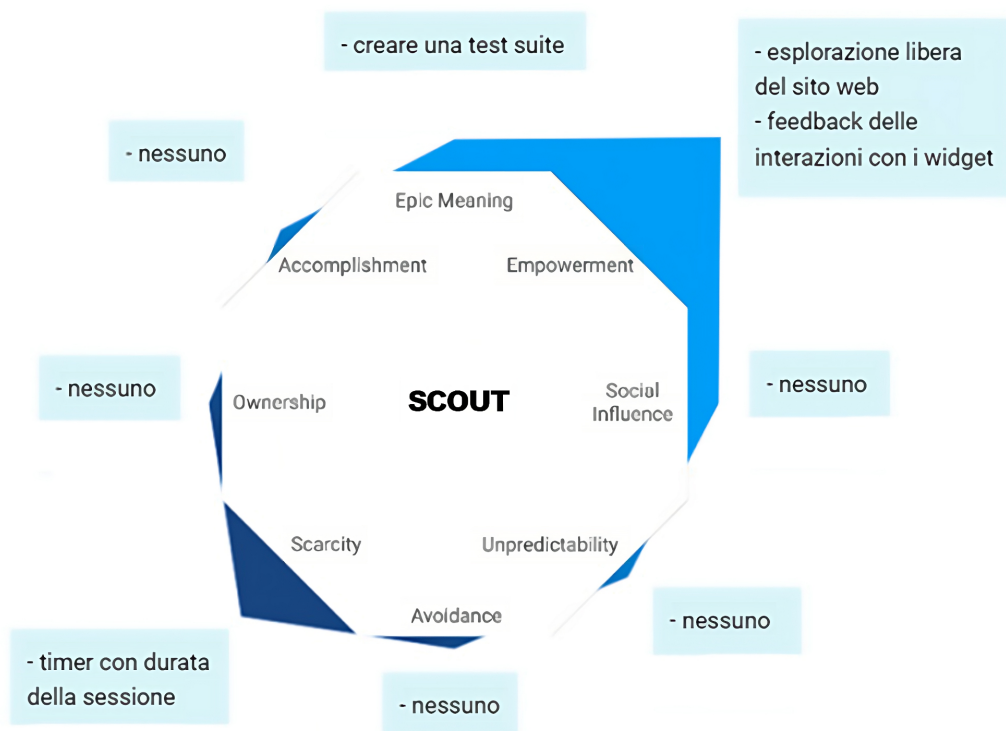 - creare una test suite
- esplorazione libera
del sito web
- feedback delle
interazioni con i widget
- nessuno
Epic Meaning
Accomplishment
Empowerment
- nessuno
Ownership
SCOUT
Social
Influence
- nessuno
Scarcity
Unpredictability
Avoidance
- nessuno
- timer con durata
della sessione
- nessuno